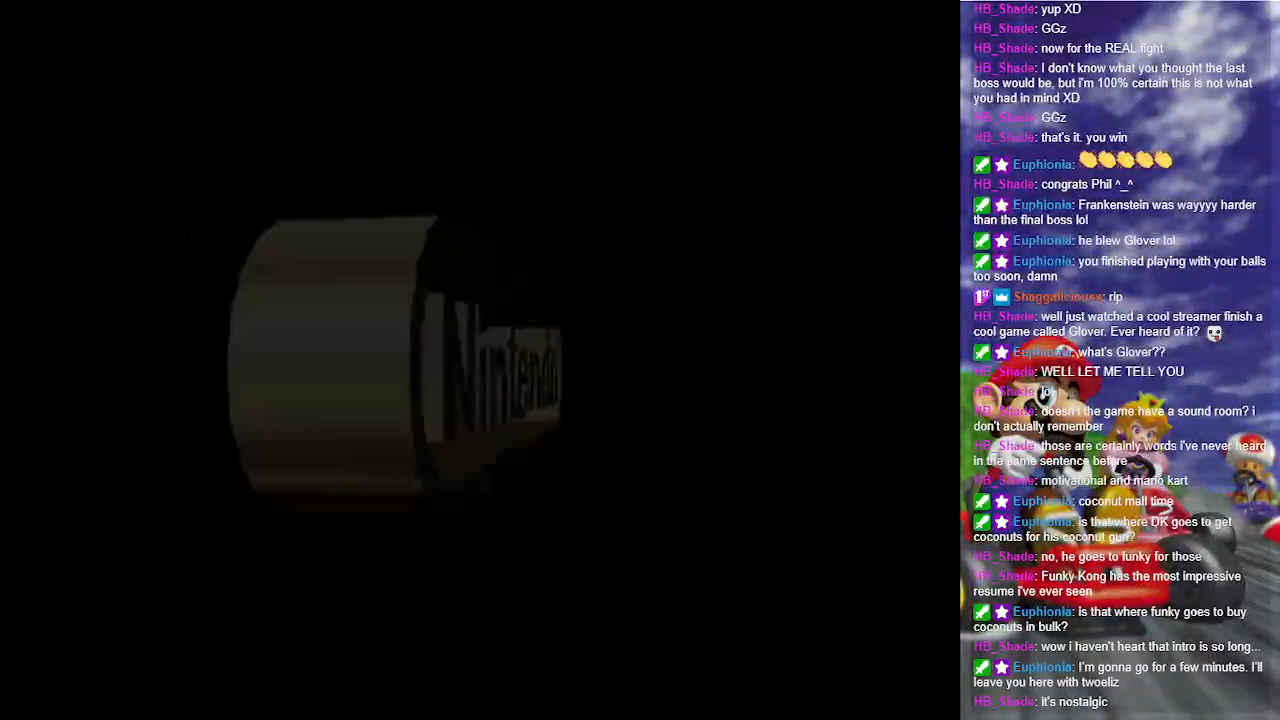 Nintendo
HB_Shade: yup XD
HB_Shade: GGz
HB_Shade: now for the REAL fight
HB_Shade: I don't know what you thought the last
boss would be, but i'm 100% certain this is not what
you had in mind XD
HB_Shade: GGz
HB_Shade: that's it. you win
Euphionia:
HB_Shade: congrats Phil ^_^
Euphionia: Frankenstein was wayyyy harder
than the final boss lol
Euphionia: he blew Glover lol
Euphionia: you finished playing with your balls
too soon, damn
1ST Shaggaliciouss: rip
HB_Shade: well just watched a cool streamer finish a
cool game called Glover. Ever heard of it?
Euphionia: what's Glover??
HB_Shade: WELL LET ME TELL YOU
HB_Shade: lol
HB_Shade: doesn't the game have a sound room? i
don't actually remember
HB_Shade: those are certainly words i've never heard
in the same sentence before
HB_Shade: motivational and mario kart
Euphionia: coconut mall time
Euphionia: is that where DK goes to get
coconuts for his coconut gun?
HB_Shade: no, he goes to funky for those
HB_Shade: Funky Kong has the most impressive
resume i've ever seen
Euphionia: is that where funky goes to buy
coconuts in bulk?
HB_Shade: wow i haven't heart that intro is so long...
Euphionia: I'm gonna go for a few minutes. I'll
leave you here with twoeliz
HB_Shade: it's nostalgic